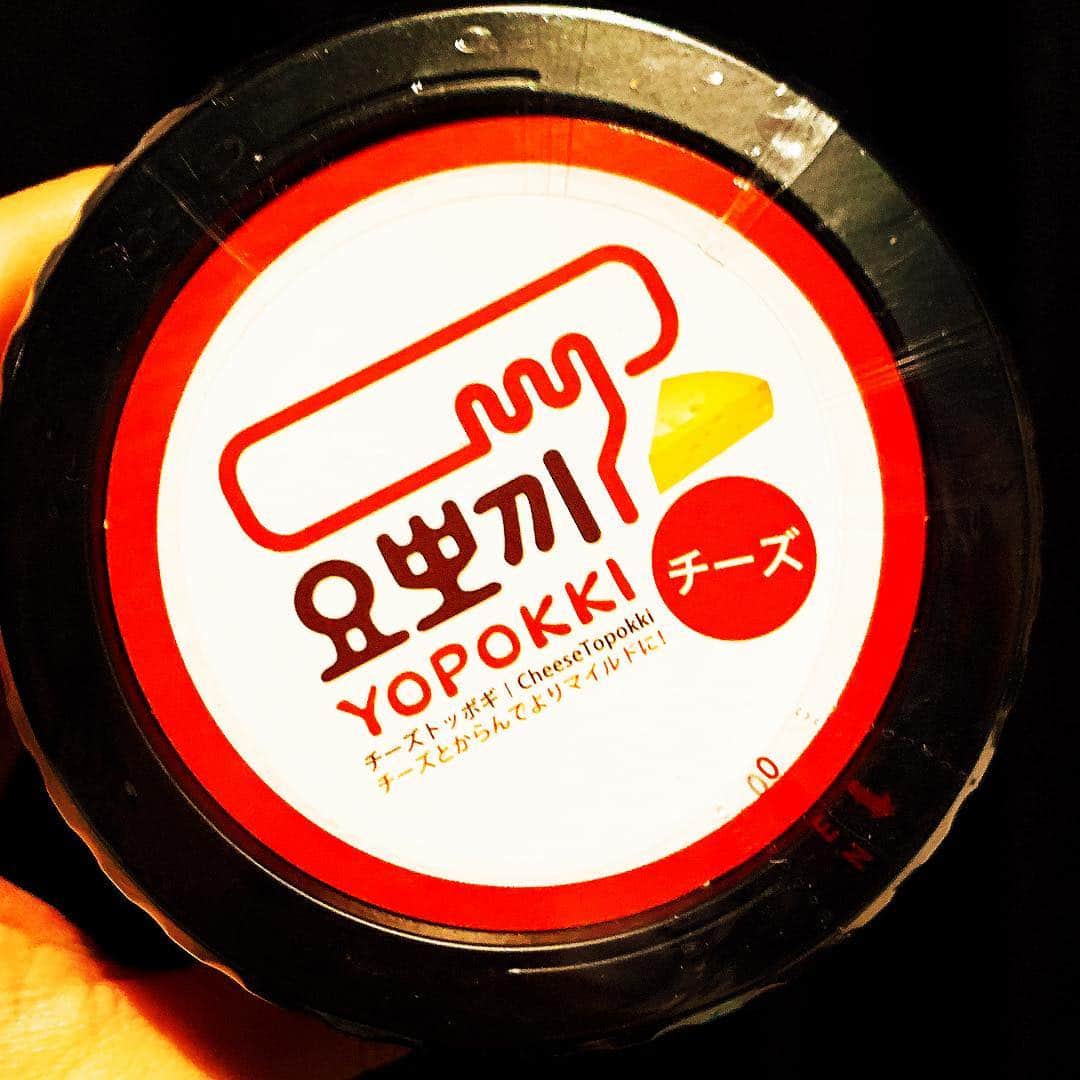 요뽀끼
YOPOKKI
チーズ
チーズトッポギ | CheeseTopokki
チーズとからんでよりマイルドに!